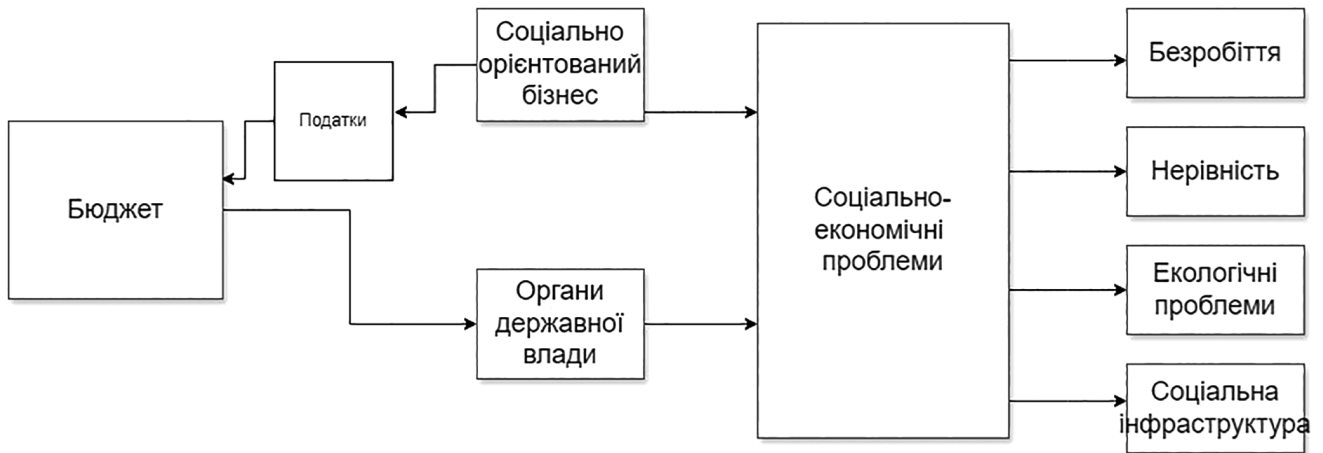 Соціально
орієнтований
бізнес
Податки
Бюджет
Органи
державної
влади
Соціально-
економічні
проблеми
Безробіття
Нерівність
Екологічні
проблеми
Соціальна
інфраструктура